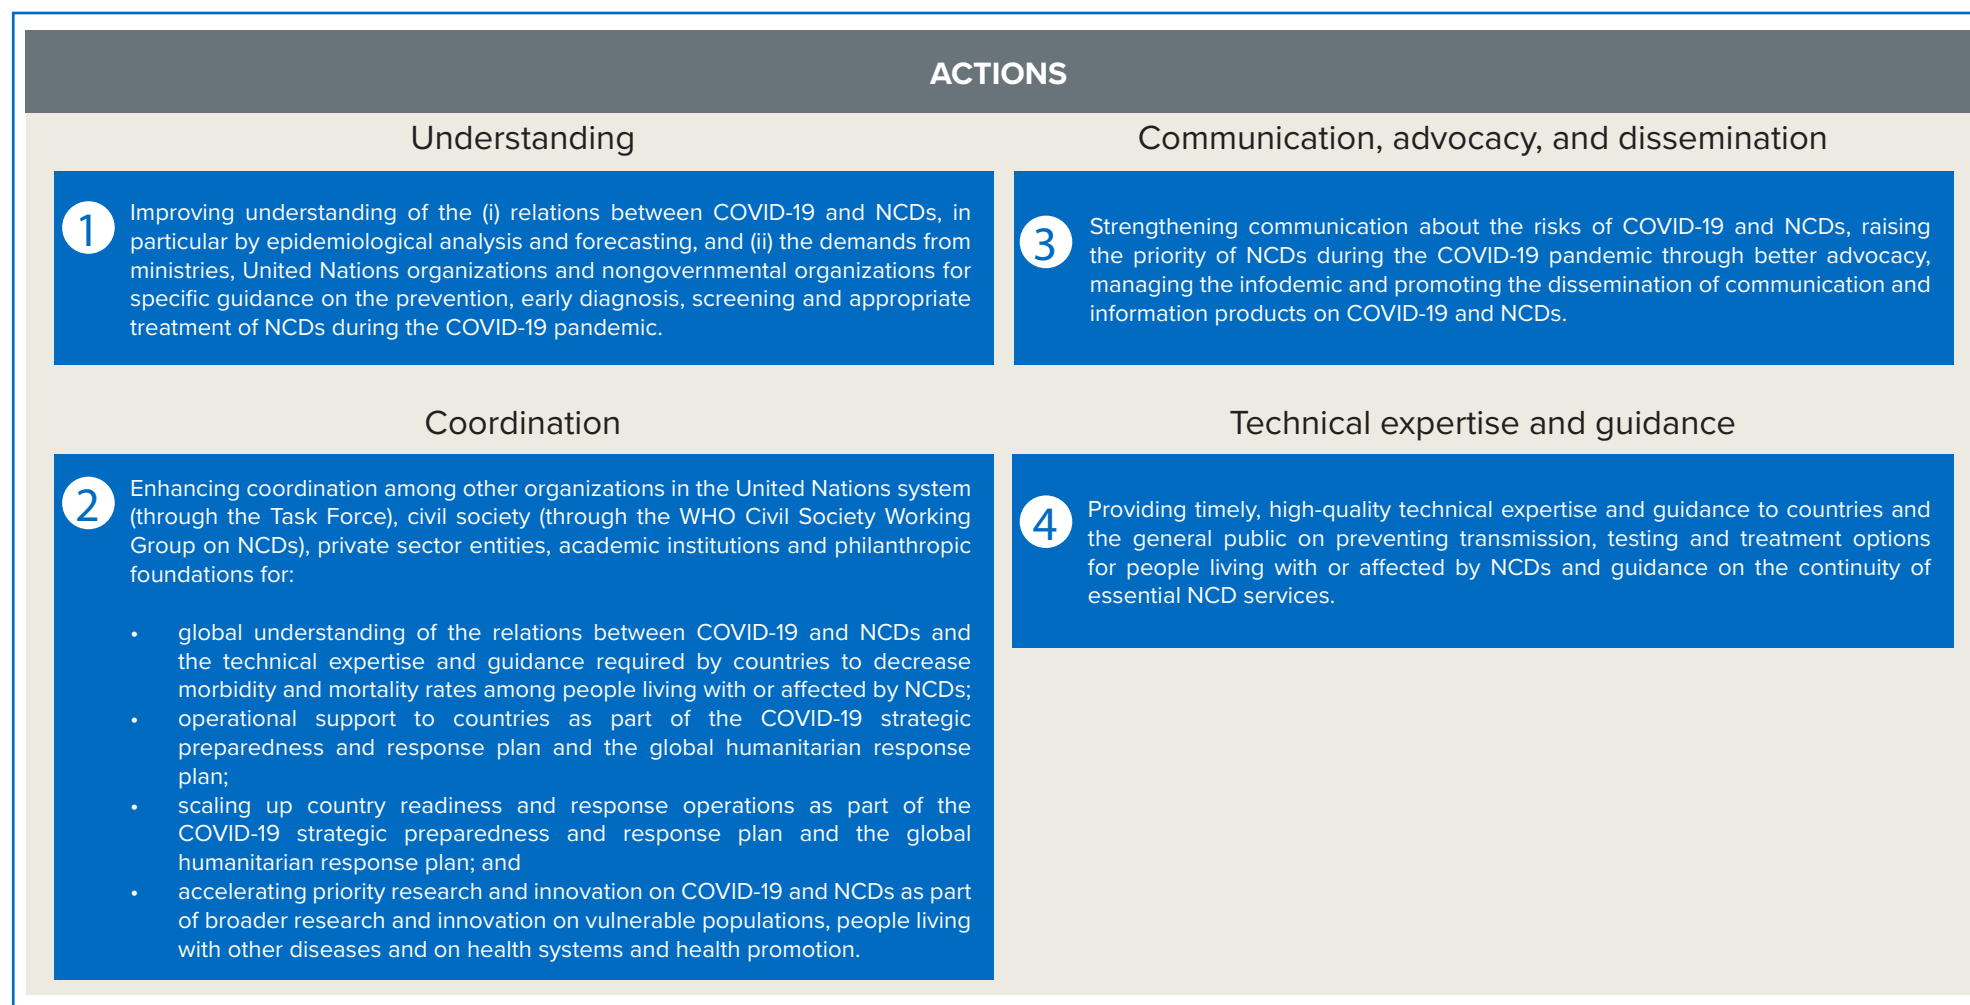 ACTIONS
Understanding
1
Improving understanding of the (i) relations between COVID-19 and NCDs, in
particular by epidemiological analysis and forecasting, and (ii) the demands from
ministries, United Nations organizations and nongovernmental organizations for
specific guidance on the prevention, early diagnosis, screening and appropriate
treatment of NCDs during the COVID-19 pandemic.
Coordination
2
Enhancing coordination among other organizations in the United Nations system
(through the Task Force), civil society (through the WHO Civil Society Working
Group on NCDs), private sector entities, academic institutions and philanthropic
foundations for:
• global understanding of the relations between COVID-19 and NCDs and
the technical expertise and guidance required by countries to decrease
morbidity and mortality rates among people living with or affected by NCDs;
• operational support to countries as part of the COVID-19 strategic
preparedness and response plan and the global humanitarian response
plan;
• scaling up country readiness and response operations as part of the
COVID-19 strategic preparedness and response plan and the global
humanitarian response plan; and
• accelerating priority research and innovation on COVID-19 and NCDs as part
of broader research and innovation on vulnerable populations, people living
with other diseases and on health systems and health promotion.
Communication, advocacy, and dissemination
3
Strengthening communication about the risks of COVID-19 and NCDs, raising
the priority of NCDs during the COVID-19 pandemic through better advocacy,
managing the infodemic and promoting the dissemination of communication and
information products on COVID-19 and NCDs.
Technical expertise and guidance
4
Providing timely, high-quality technical expertise and guidance to countries and
the general public on preventing transmission, testing and treatment options
for people living with or affected by NCDs and guidance on the continuity of
essential NCD services.